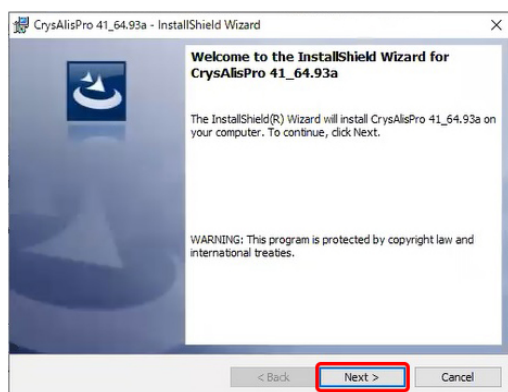 CrysAlisPro 41_64.93a - InstallShield Wizard
Welcome to the InstallShield Wizard for
CrysAlisPro 41_64.93a
The InstallShield(R) Wizard will install CrysAlisPro 41_64.93a on
your computer. To continue, click Next.
WARNING: This program is protected by copyright law and
international treaties.
< Back
Next >
Cancel